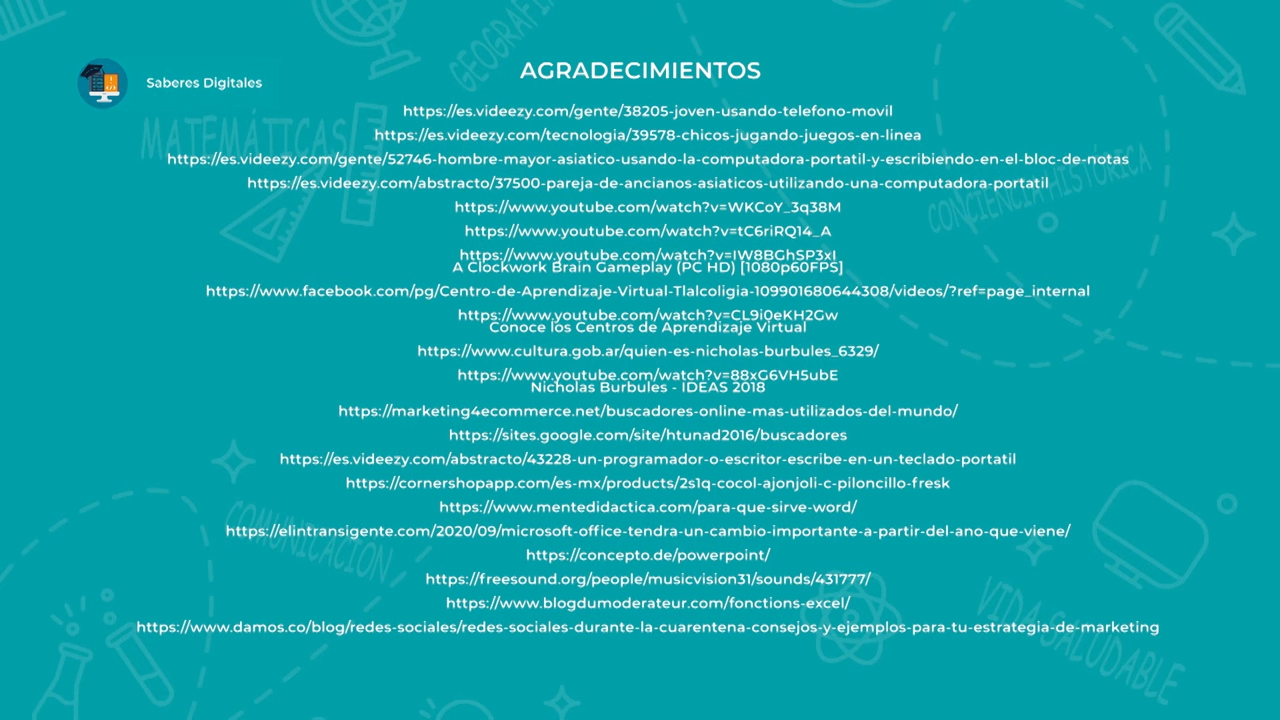 Saberes Digitales
AGRADECIMIENTOS
https://es.videezy.com/gente/38205-joven-usando-telefono-movil
https://es.videezy.com/tecnologia/39578-chicos-jugando-juegos-en-linea
https://es.videezy.com/gente/52746-hombre-mayor-asiatico-usando-la-computadora-portatil-y-escribiendo-en-el-bloc-de-notas
https://es.videezy.com/abstracto/37500-pareja-de-ancianos-asiaticos-utilizando-una-computadora-portatil
https://www.youtube.com/watch?v=WKCoY_3q38M
https://www.youtube.com/watch?v=tC6riRQ14_A
https://www.youtube.com/watch?v=IW8BGhSP3xI
A Clockwork Brain Gameplay (PC HD) [1080p60FPS]
https://www.facebook.com/pg/Centro-de-Aprendizaje-Virtual-Tlalcoligia-109901680644308/videos/?ref=page_internal
https://www.youtube.com/watch?v=CL9i0eKH2Gw
Conoce los Centros de Aprendizaje Virtual
https://www.cultura.gob.ar/quien-es-nicholas-burbules_6329/
https://www.youtube.com/watch?v=88xG6VH5ubE
Nicholas Burbules - IDEAS 2018
https://marketing4ecommerce.net/buscadores-online-mas-utilizados-del-mundo/
https://sites.google.com/site/htunad2016/buscadores
https://es.videezy.com/abstracto/43228-un-programador-o-escritor-escribe-en-un-teclado-portatil
https://cornershopapp.com/es-mx/products/2s1q-cocol-ajonjoli-c-piloncillo-fresk
https://www.mentedidactica.com/para-que-sirve-word/
https://elintransigente.com/2020/09/microsoft-office-tendra-un-cambio-importante-a-partir-del-ano-que-viene/
https://concepto.de/powerpoint/
https://freesound.org/people/musicvision31/sounds/431777/
https://www.blogdumoderateur.com/fonctions-excel/
https://www.damos.co/blog/redes-sociales/redes-sociales-durante-la-cuarentena-consejos-y-ejemplos-para-tu-estrategia-de-marketing
GEOGRAFÍA
MATEMÁTICAS
CONCIENCIA HISTÓRICA
COMUNICACIÓN
VIDA SALUDABLE